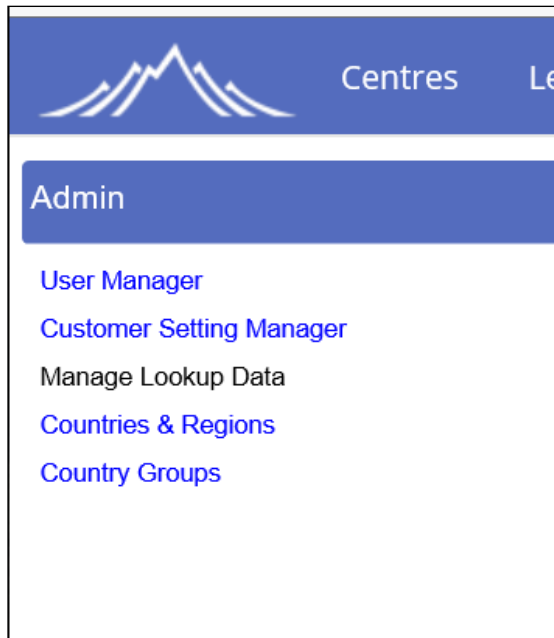 Centres
Admin
User Manager
Customer Setting Manager
Manage Lookup Data
Countries & Regions
Country Groups